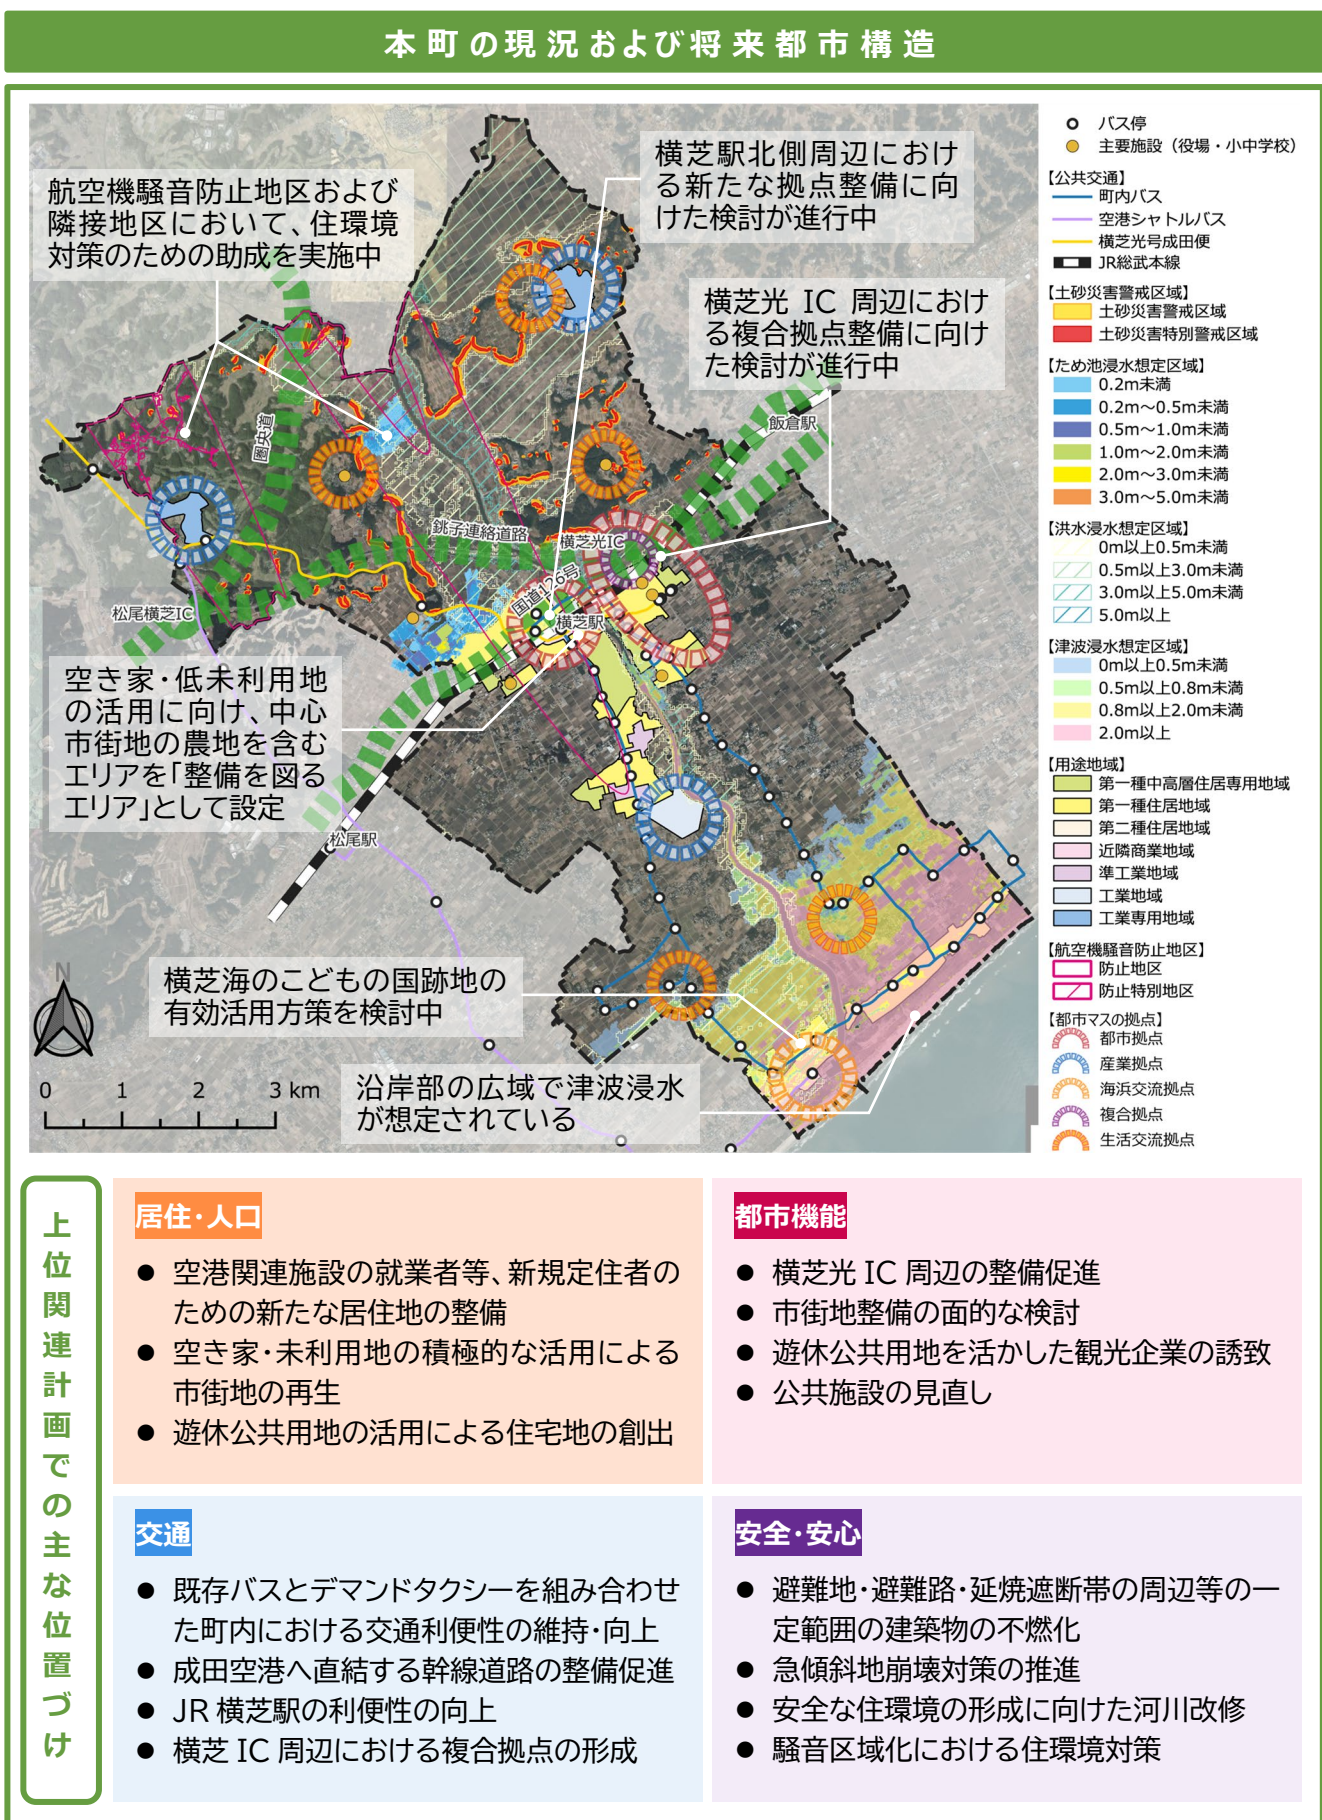 本町の現況および将来都市構造
航空機騒音防止地区および
隣接地区において、住環境
対策のための助成を実施中
横芝駅北側周辺におけ
る新たな拠点整備に向
けた検討が進行中
横芝光 IC 周辺におけ
る複合拠点整備に向け
た検討が進行中
飯倉駅
圏央道
銚子連絡道路
横芝光IC
国道126号
横芝駅
松尾横芝IC
空き家・低未利用地
の活用に向け、中心
市街地の農地を含む
エリアを「整備を図る
エリア」として設定
松尾駅
横芝海のこどもの国跡地の
有効活用方策を検討中
沿岸部の広域で津波浸水
が想定されている
N
0 1 2 3 km
バス停
主要施設（役場・小中学校）
【公共交通】
町内バス
空港シャトルバス
横芝光号成田便
JR総武本線
【土砂災害警戒区域】
土砂災害警戒区域
土砂災害特別警戒区域
【ため池浸水想定区域】
0.2m未満
0.2m～0.5m未満
0.5m～1.0m未満
1.0m～2.0m未満
2.0m～3.0m未満
3.0m～5.0m未満
【洪水浸水想定区域】
0m以上0.5m未満
0.5m以上3.0m未満
3.0m以上5.0m未満
5.0m以上
【津波浸水想定区域】
0m以上0.5m未満
0.5m以上0.8m未満
0.8m以上2.0m未満
2.0m以上
【用途地域】
第一種中高層住居専用地域
第一種住居地域
第二種住居地域
近隣商業地域
準工業地域
工業地域
工業専用地域
【航空機騒音防止地区】
防止地区
防止特別地区
【都市マスの拠点】
都市拠点
産業拠点
海浜交流拠点
複合拠点
生活交流拠点
上位関連計画での主な位置づけ
居住・人口
● 空港関連施設の就業者等、新規定住者の
ための新たな居住地の整備
● 空き家・未利用地の積極的な活用による
市街地の再生
● 遊休公共用地の活用による住宅地の創出
都市機能
● 横芝光 IC 周辺の整備促進
● 市街地整備の面的な検討
● 遊休公共用地を活かした観光企業の誘致
● 公共施設の見直し
交通
● 既存バスとデマンドタクシーを組み合わせ
た町内における交通利便性の維持・向上
● 成田空港へ直結する幹線道路の整備促進
● JR 横芝駅の利便性の向上
● 横芝 IC 周辺における複合拠点の形成
安全・安心
● 避難地・避難路・延焼遮断帯の周辺等の一
定範囲の建築物の不燃化
● 急傾斜地崩壊対策の推進
● 安全な住環境の形成に向けた河川改修
● 騒音区域化における住環境対策